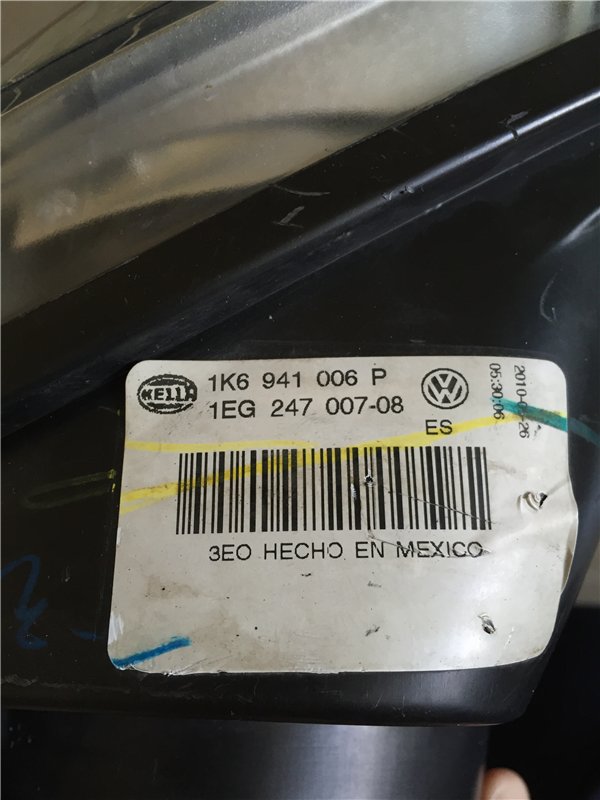 HELLA
1K6 941 006 P
1EG 247 007-08
ES
05:30:06
3EO HECHO EN MEXICO